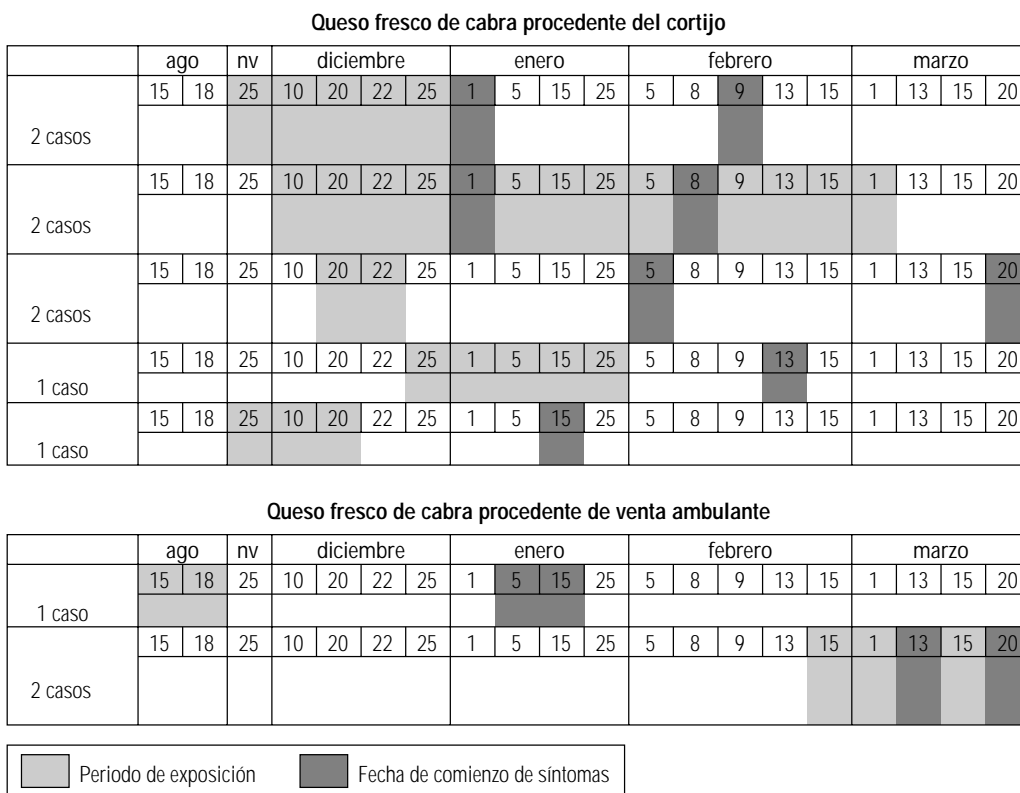 Queso fresco de cabra procedente del cortijo
ago nv diciembre enero febrero marzo
15 18 25 10 20 22 25 1 5 15 25 5 8 9 13 15 1 13 15 20
2 casos
15 18 25 10 20 22 25 1 5 15 25 5 8 9 13 15 1 13 15 20
2 casos
15 18 25 10 20 22 25 1 5 15 25 5 8 9 13 15 1 13 15 20
2 casos
15 18 25 10 20 22 25 1 5 15 25 5 8 9 13 15 1 13 15 20
1 caso
15 18 25 10 20 22 25 1 5 15 25 5 8 9 13 15 1 13 15 20
1 caso
Queso fresco de cabra procedente de venta ambulante
ago nv diciembre enero febrero marzo
15 18 25 10 20 22 25 1 5 15 25 5 8 9 13 15 1 13 15 20
1 caso
15 18 25 10 20 22 25 1 5 15 25 5 8 9 13 15 1 13 15 20
2 casos
Periodo de exposición Fecha de comienzo de síntomas